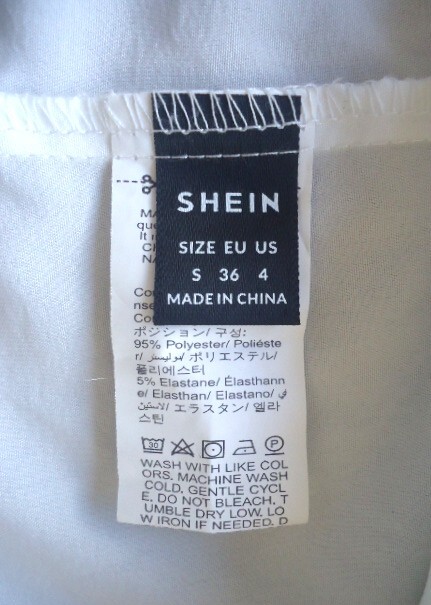 SHEIN
SIZE EU US
S 36 4
MADE IN CHINA
ポジション/ 구성:
95% Polyester/ Poliéste
r/ بوليستر/ ポリエステル/
폴리에스터
5% Elastane/ Élasthann
e/ Elasthan/ Elastano/ في
لاستين/ エラスタン/ 엘라
스틴
30 P
WASH WITH LIKE COL
ORS. MACHINE WASH
COLD. GENTLE CYCL
E. DO NOT BLEACH. T
UMBLE DRY LOW. LO
W IRON IF NEEDED. D